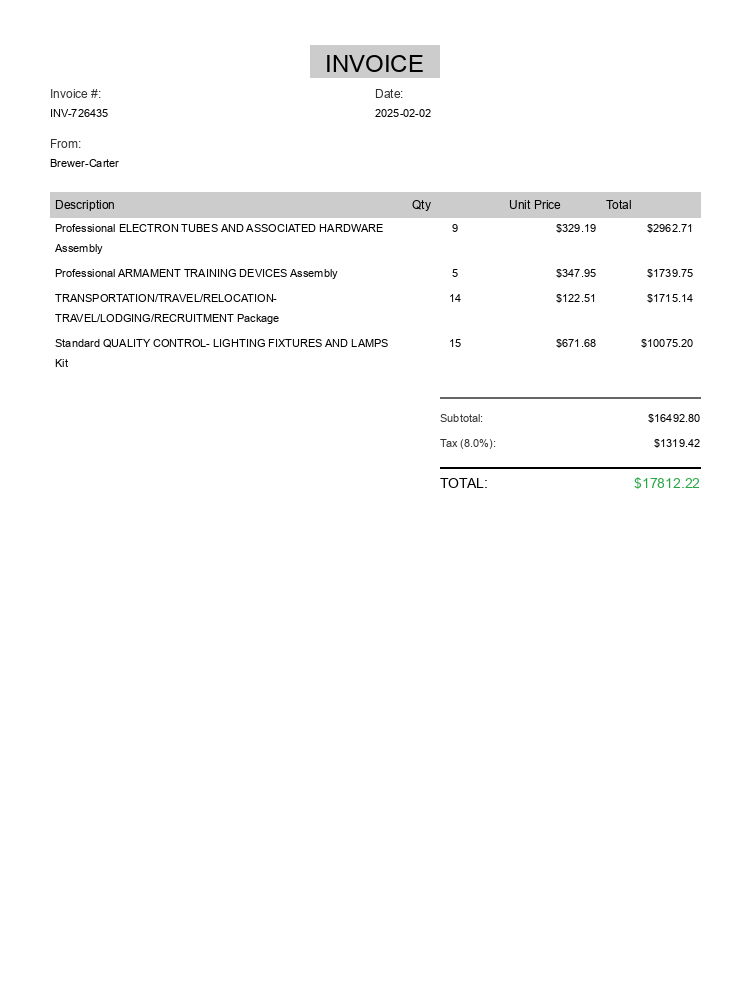 INVOICE
Invoice #: Date:
INV-726435 2025-02-02
From:
Brewer-Carter
Description Qty Unit Price Total
Professional ELECTRON TUBES AND ASSOCIATED HARDWARE 9 $329.19 $2962.71
Assembly
Professional ARMAMENT TRAINING DEVICES Assembly 5 $347.95 $1739.75
TRANSPORTATION/TRAVEL/RELOCATION- 14 $122.51 $1715.14
TRAVEL/LODGING/RECRUITMENT Package
Standard QUALITY CONTROL- LIGHTING FIXTURES AND LAMPS 15 $671.68 $10075.20
Kit
Subtotal: $16492.80
Tax (8.0%): $1319.42
TOTAL: $17812.22